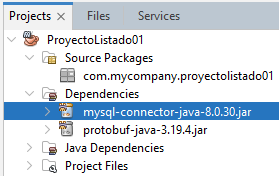 Projects
Files
Services
ProyectoListado01
Source Packages
com.mycompany.proyectolistado01
Dependencies
mysql-connector-java-8.0.30.jar
protobuf-java-3.19.4.jar
Java Dependencies
Project Files